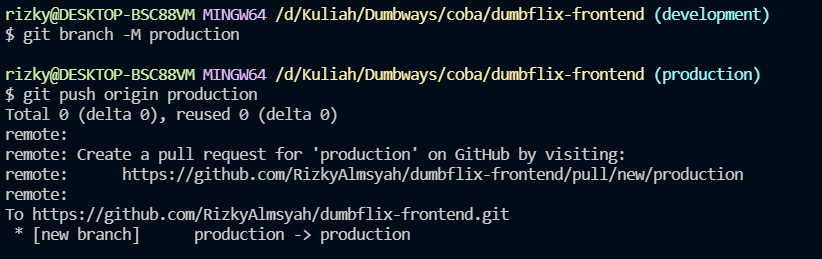 rizky@DESKTOP-BSC88VM MINGW64 /d/Kuliah/Dumbways/coba/dumbflix-frontend (development)
$ git branch -M production
rizky@DESKTOP-BSC88VM MINGW64 /d/Kuliah/Dumbways/coba/dumbflix-frontend (production)
$ git push origin production
Total 0 (delta 0), reused 0 (delta 0)
remote:
remote: Create a pull request for 'production' on GitHub by visiting:
remote:      https://github.com/RizkyAlmsyah/dumbflix-frontend/pull/new/production
remote:
To https://github.com/RizkyAlmsyah/dumbflix-frontend.git
 * [new branch]      production -> production